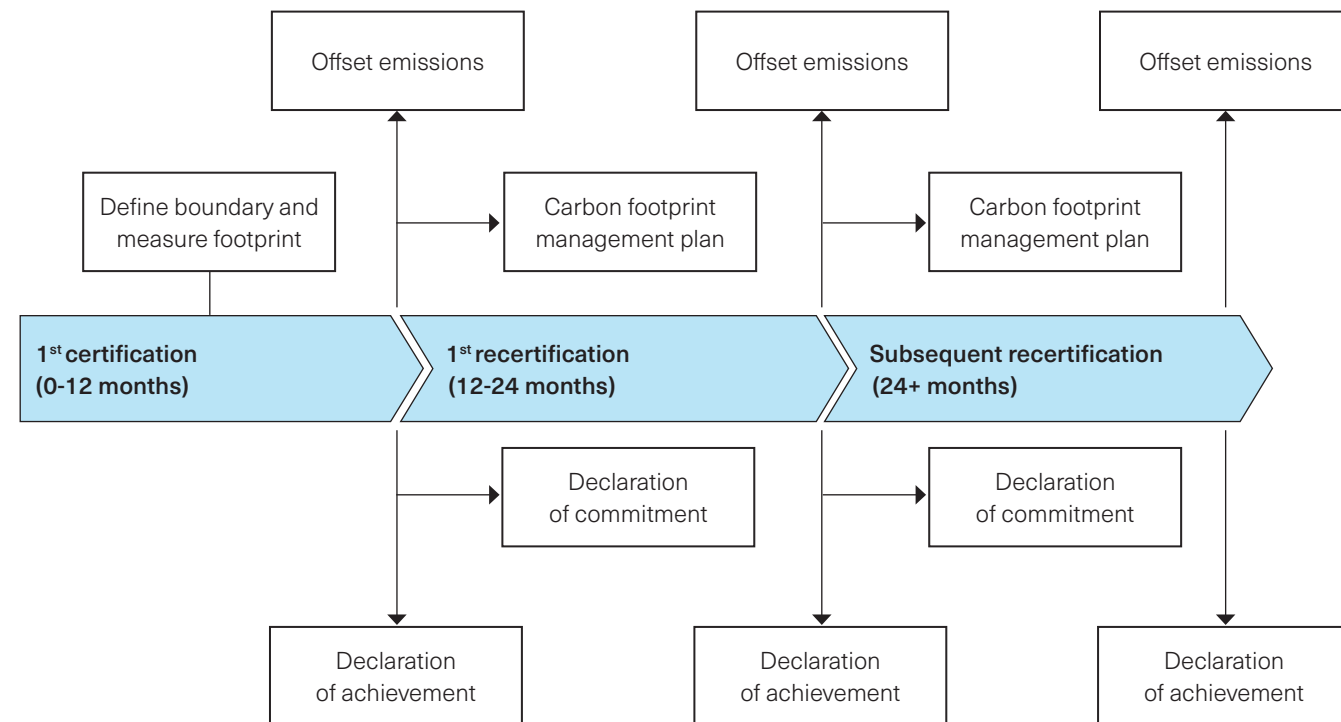 Offset emissions
Offset emissions
Offset emissions
Define boundary and
measure footprint
Carbon footprint
management plan
Carbon footprint
management plan
1st certification
(0-12 months)
1st recertification
(12-24 months)
Subsequent recertification
(24+ months)
Declaration
of commitment
Declaration
of commitment
Declaration
of achievement
Declaration
of achievement
Declaration
of achievement